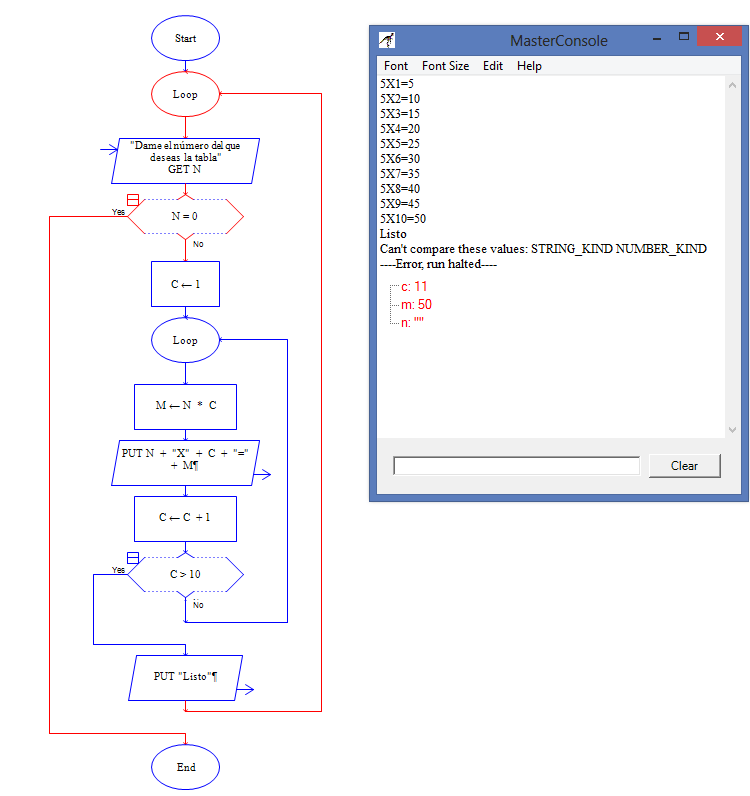 Start
Loop
"Dame el número del que
deseas la tabla"
GET N
Yes
N = 0
No
C ← 1
Loop
M ← N * C
PUT N + "X" + C + "="
+ M¶
C ← C + 1
Yes
C > 10
No
PUT "Listo"¶
End
MasterConsole
Font Font Size Edit Help
5X1=5
5X2=10
5X3=15
5X4=20
5X5=25
5X6=30
5X7=35
5X8=40
5X9=45
5X10=50
Listo
Can't compare these values: STRING_KIND NUMBER_KIND
----Error, run halted----
c: 11
m: 50
n: ""
Clear